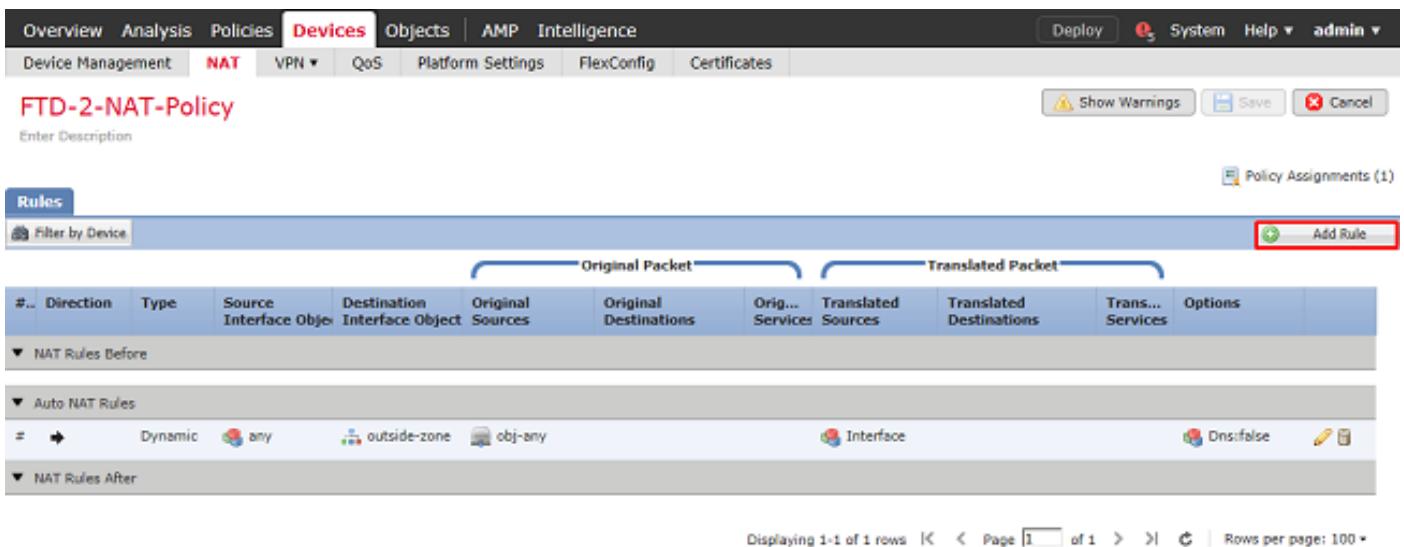 Overview Analysis Policies Devices Objects AMP Intelligence Deploy 5 System Help admin
Device Management NAT VPN QoS Platform Settings FlexConfig Certificates
FTD-2-NAT-Policy
Show Warnings Save Cancel
Enter Description
Policy Assignments (1)
Rules
Filter by Device Add Rule
Original Packet Translated Packet
#.. Direction Type Source Interface Objec Destination Interface Object Original Sources Original Destinations Orig... Services Translated Sources Translated Destinations Trans... Services Options
NAT Rules Before
Auto NAT Rules
# Dynamic any outside-zone obj-any Interface Dns:false
NAT Rules After
Displaying 1-1 of 1 rows Page 1 of 1 Rows per page: 100